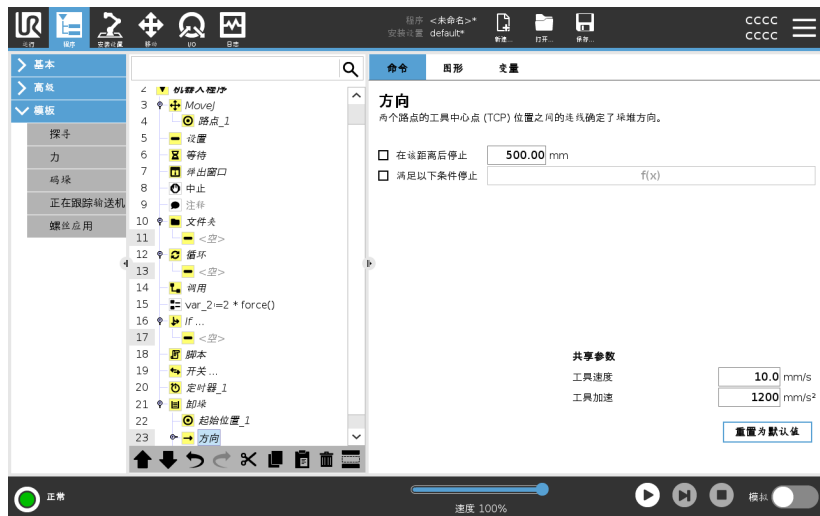 UR
运行
程序
安装设置
移动
I/O
日志
程序 <未命名>*
安装设置 default*
新建...
打开...
保存...
cccc
cccc
基本
高级
模板
探寻
力
码垛
正在跟踪输送机
螺丝应用
2 机器人程序
3 MoveJ
4 路点_1
5 设置
6 等待
7 弹出窗口
8 中止
9 注释
10 文件夹
11 <空>
12 循环
13 <空>
14 调用
15 var_2≔2 * force()
16 If ...
17 <空>
18 脚本
19 开关 ...
20 定时器_1
21 卸垛
22 起始位置_1
23 方向
命令 图形 变量
方向
两个路点的工具中心点 (TCP) 位置之间的连线确定了垛堆方向。
在该距离后停止 500.00 mm
满足以下条件停止 f(x)
共享参数
工具速度 10.0 mm/s
工具加速 1200 mm/s²
重置为默认值
正常
速度 100%
模拟